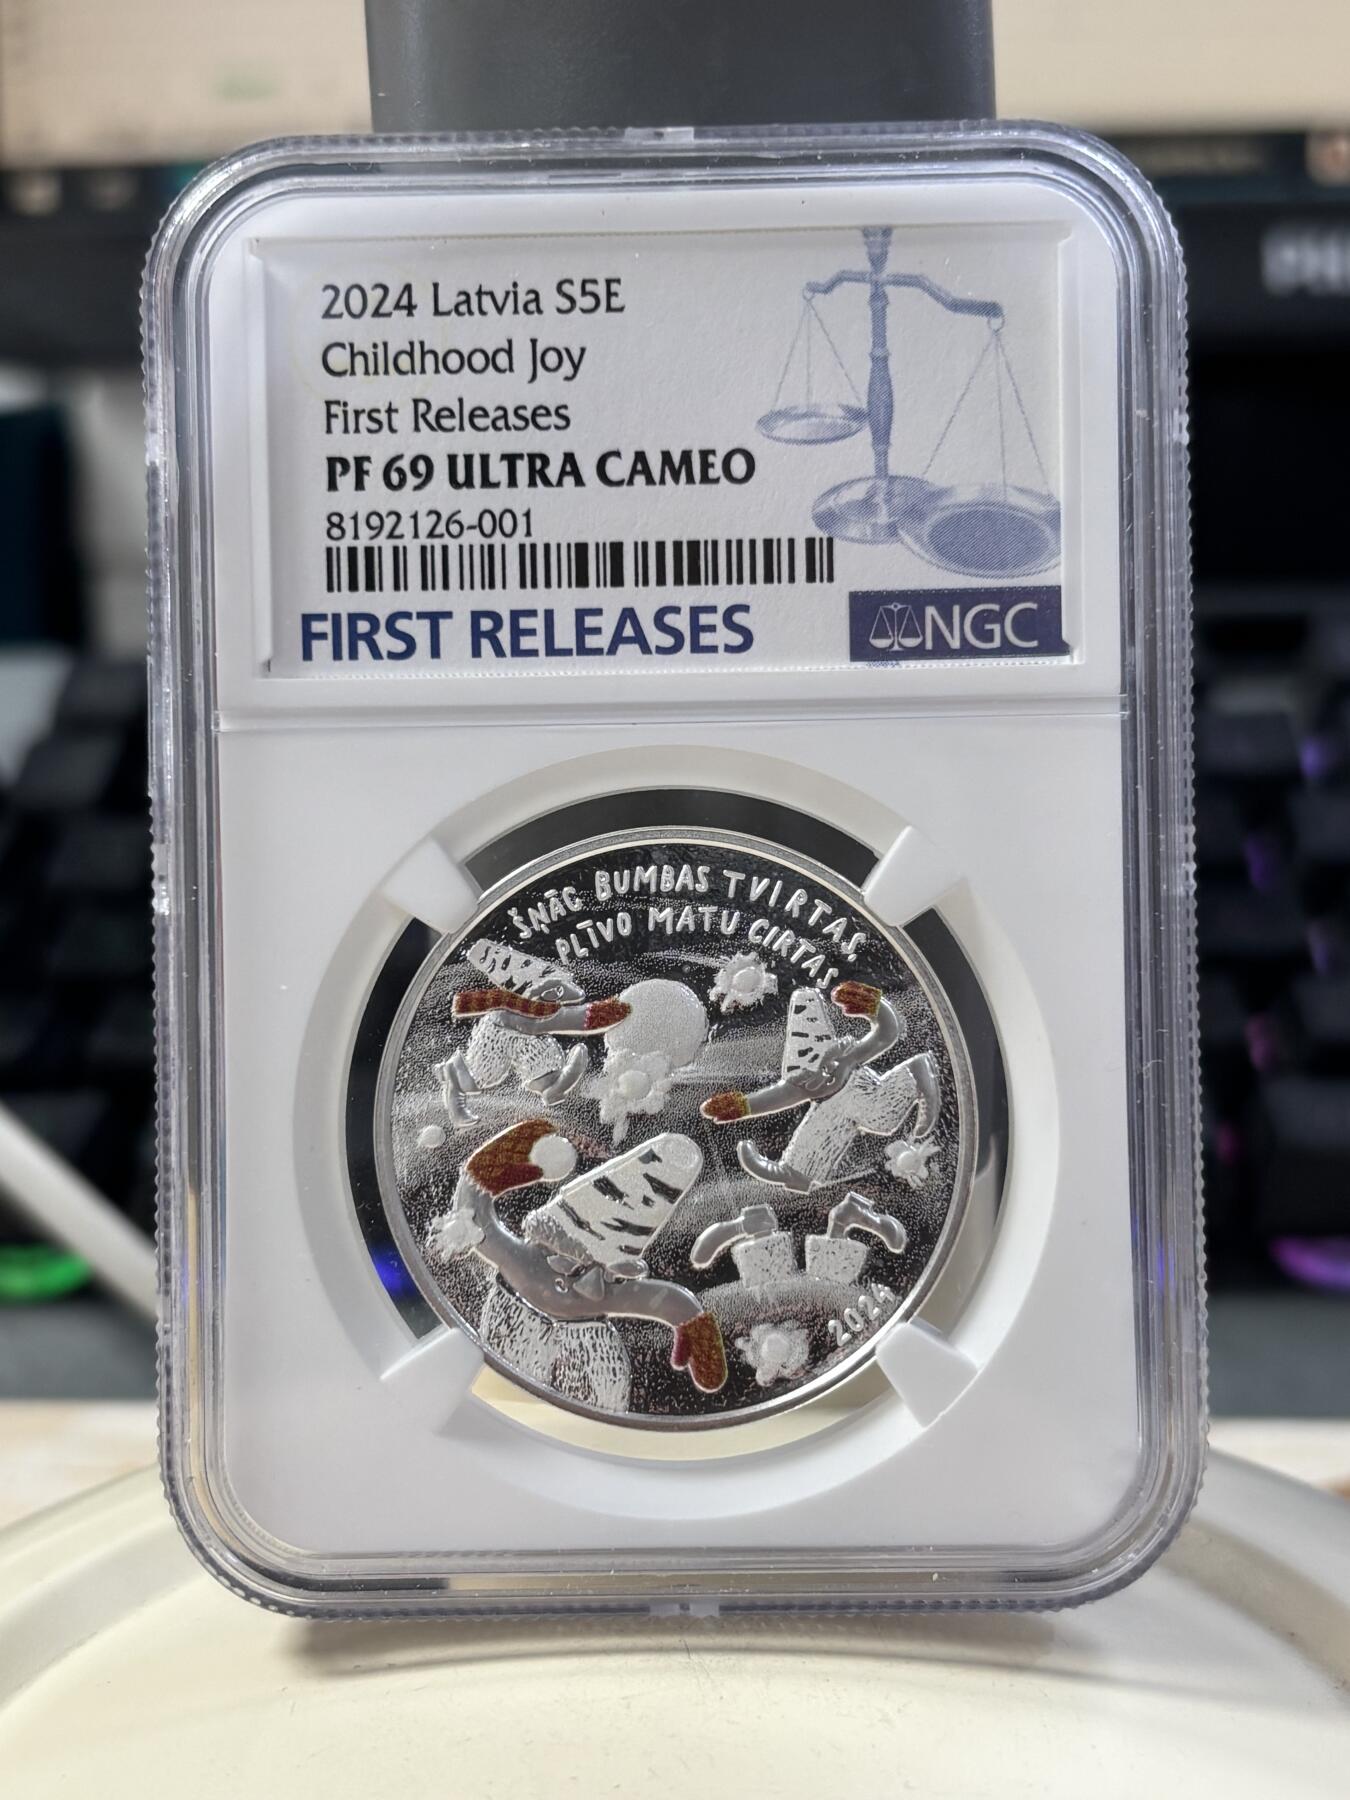 2024 Latvia S5E
Childhood Joy
First Releases
PF 69 ULTRA CAMEO
8192126-001
FIRST RELEASES
NGC
ŠŅĀC BUMBAS TVIRTAS,
PLĪVO MATU CIRTAS
2024